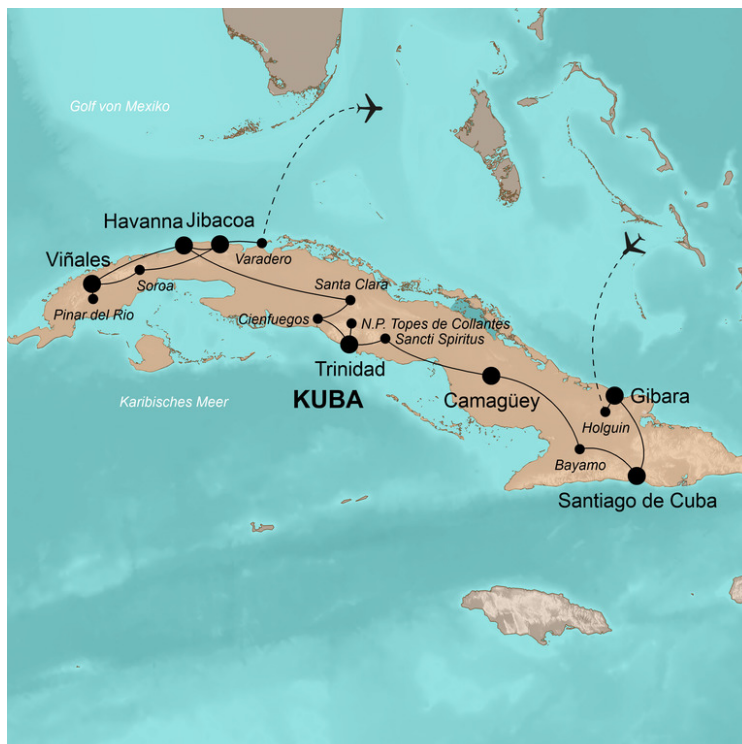 Golf von Mexiko
Havanna
Jibacoa
Viñales
Varadero
Soroa
Santa Clara
Pinar del Rio
Cienfuegos
N.P. Topes de Collantes
Sancti Spiritus
Trinidad
KUBA
Karibisches Meer
Camagüey
Gibara
Holguin
Bayamo
Santiago de Cuba